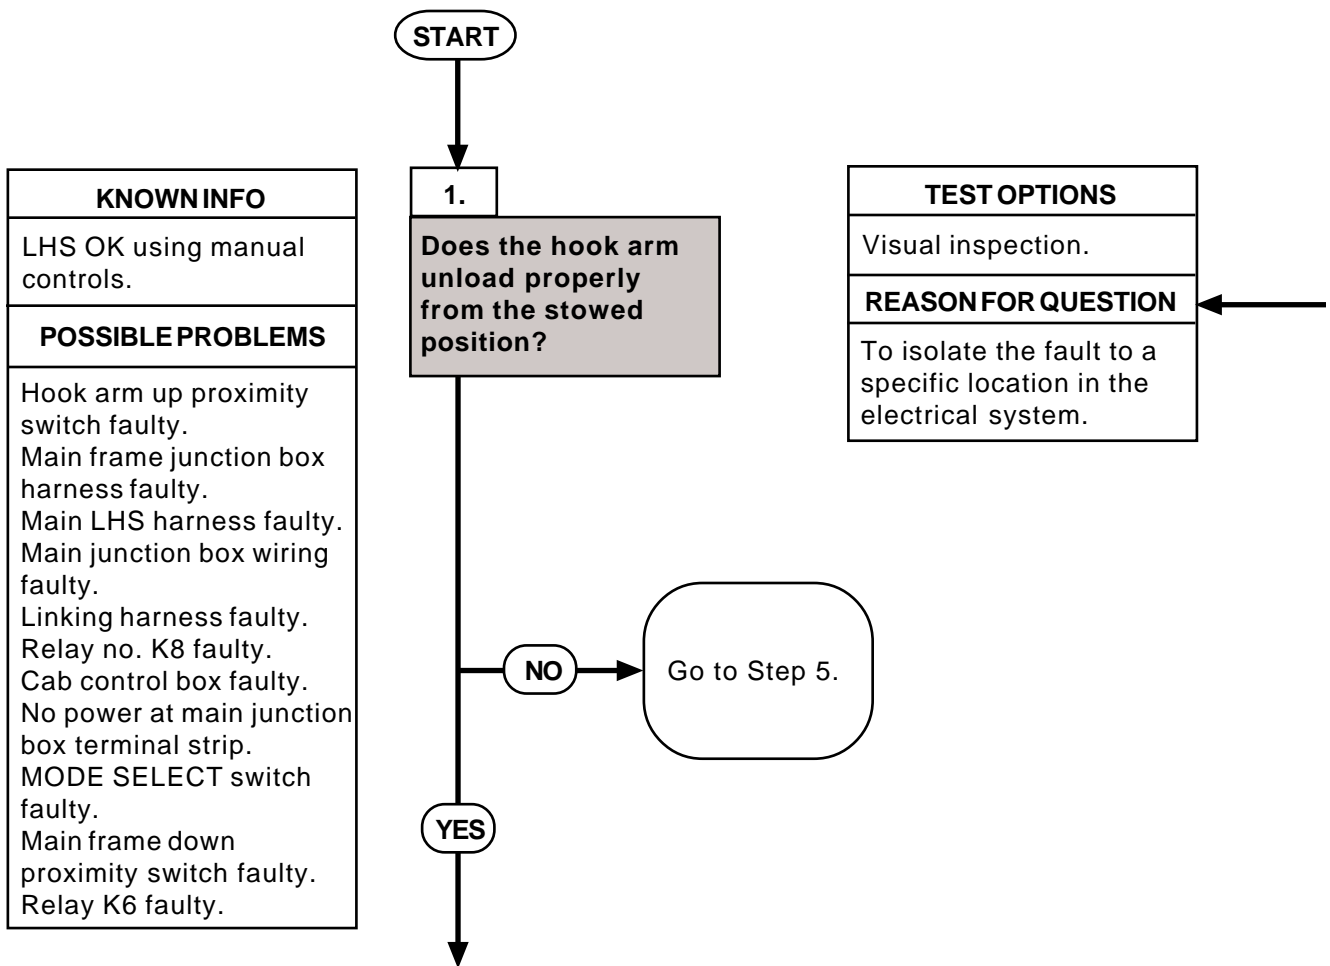 START
KNOWN INFO
LHS OK using manual
controls.
POSSIBLE PROBLEMS
Hook arm up proximity
switch faulty.
Main frame junction box
harness faulty.
Main LHS harness faulty.
Main junction box wiring
faulty.
Linking harness faulty.
Relay no. K8 faulty.
Cab control box faulty.
No power at main junction
box terminal strip.
MODE SELECT switch
faulty.
Main frame down
proximity switch faulty.
Relay K6 faulty.
1.
Does the hook arm
unload properly
from the stowed
position?
NO
Go to Step 5.
YES
TEST OPTIONS
Visual inspection.
REASON FOR QUESTION
To isolate the fault to a
specific location in the
electrical system.